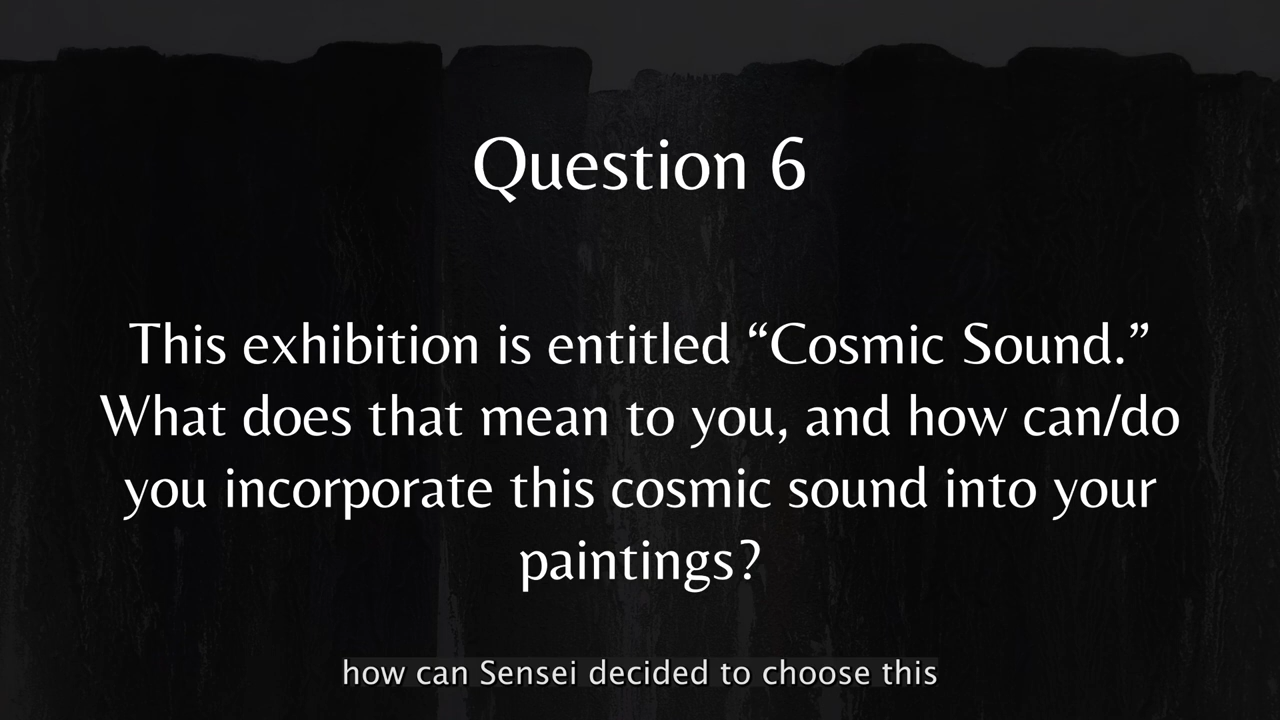 Question 6
This exhibition is entitled “Cosmic Sound.”
What does that mean to you, and how can/do
you incorporate this cosmic sound into your
paintings?
how can Sensei decided to choose this